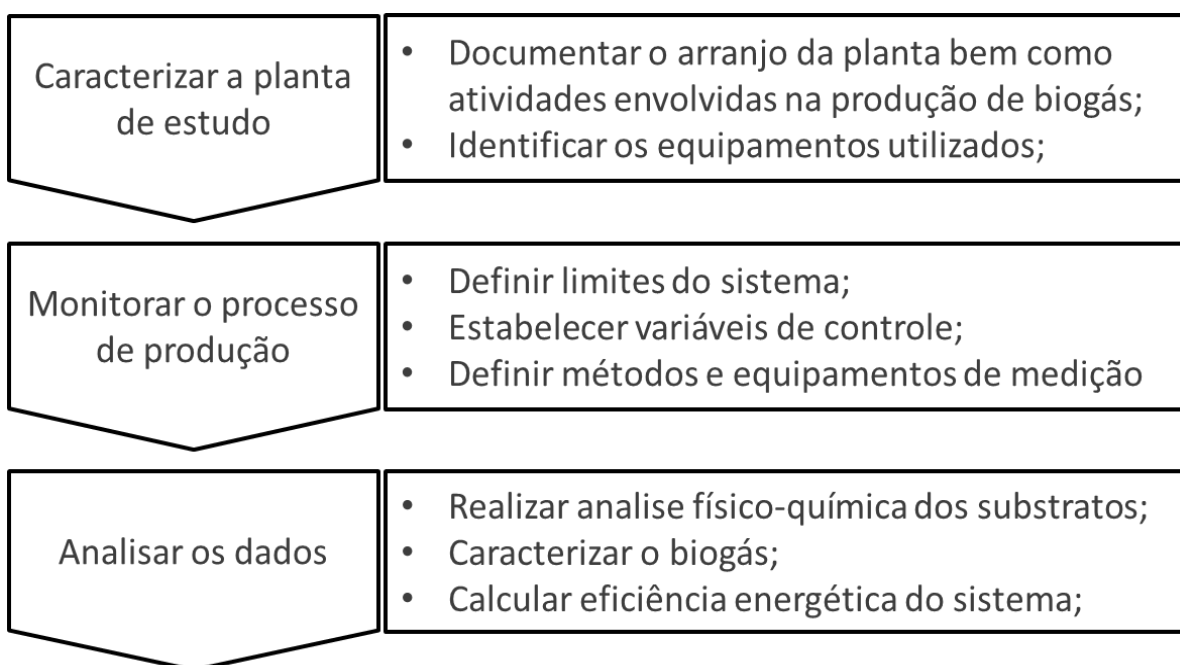 Caracterizar a planta
de estudo
• Documentar o arranjo da planta bem como
atividades envolvidas na produção de biogás;
• Identificar os equipamentos utilizados;
Monitorar o processo
de produção
• Definir limites do sistema;
• Estabelecer variáveis de controle;
• Definir métodos e equipamentos de medição
Analisar os dados
• Realizar analise físico-química dos substratos;
• Caracterizar o biogás;
• Calcular eficiência energética do sistema;